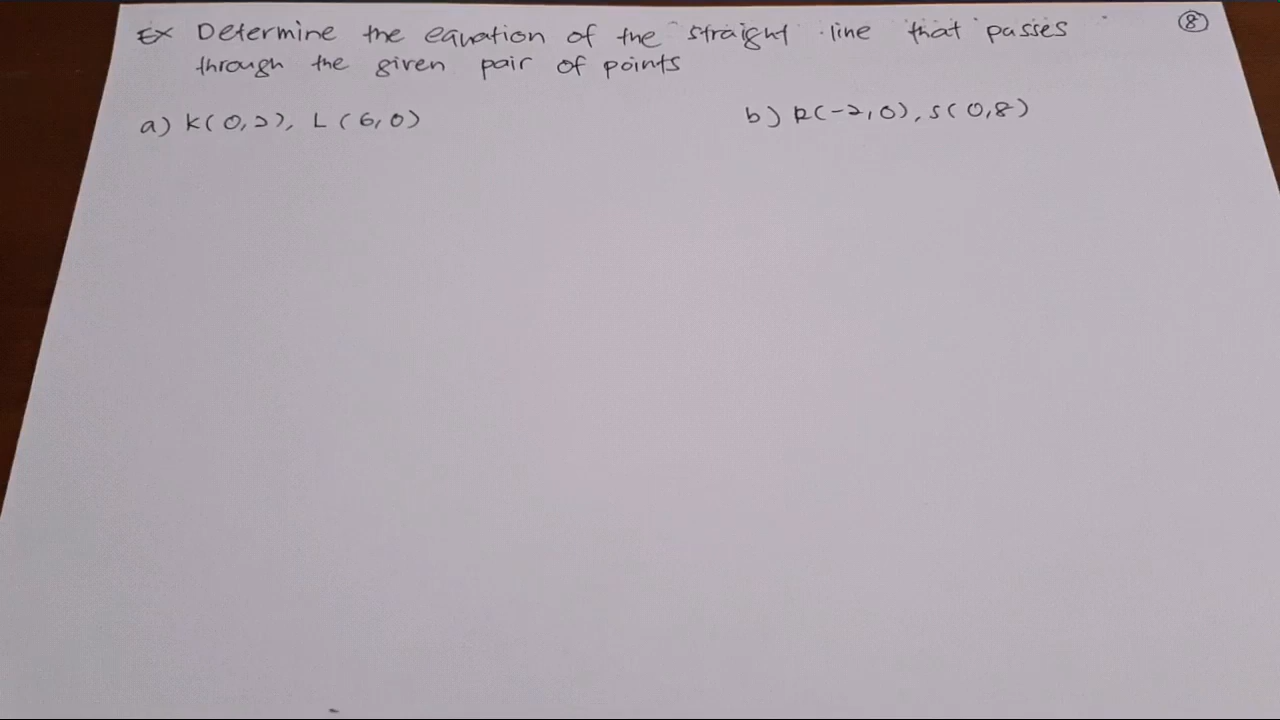 Ex Determine the equation of the straight line that passes ⑧
through the given pair of points
a) K(0,2), L(6,0)
b) R(-2,0), S(0,8)